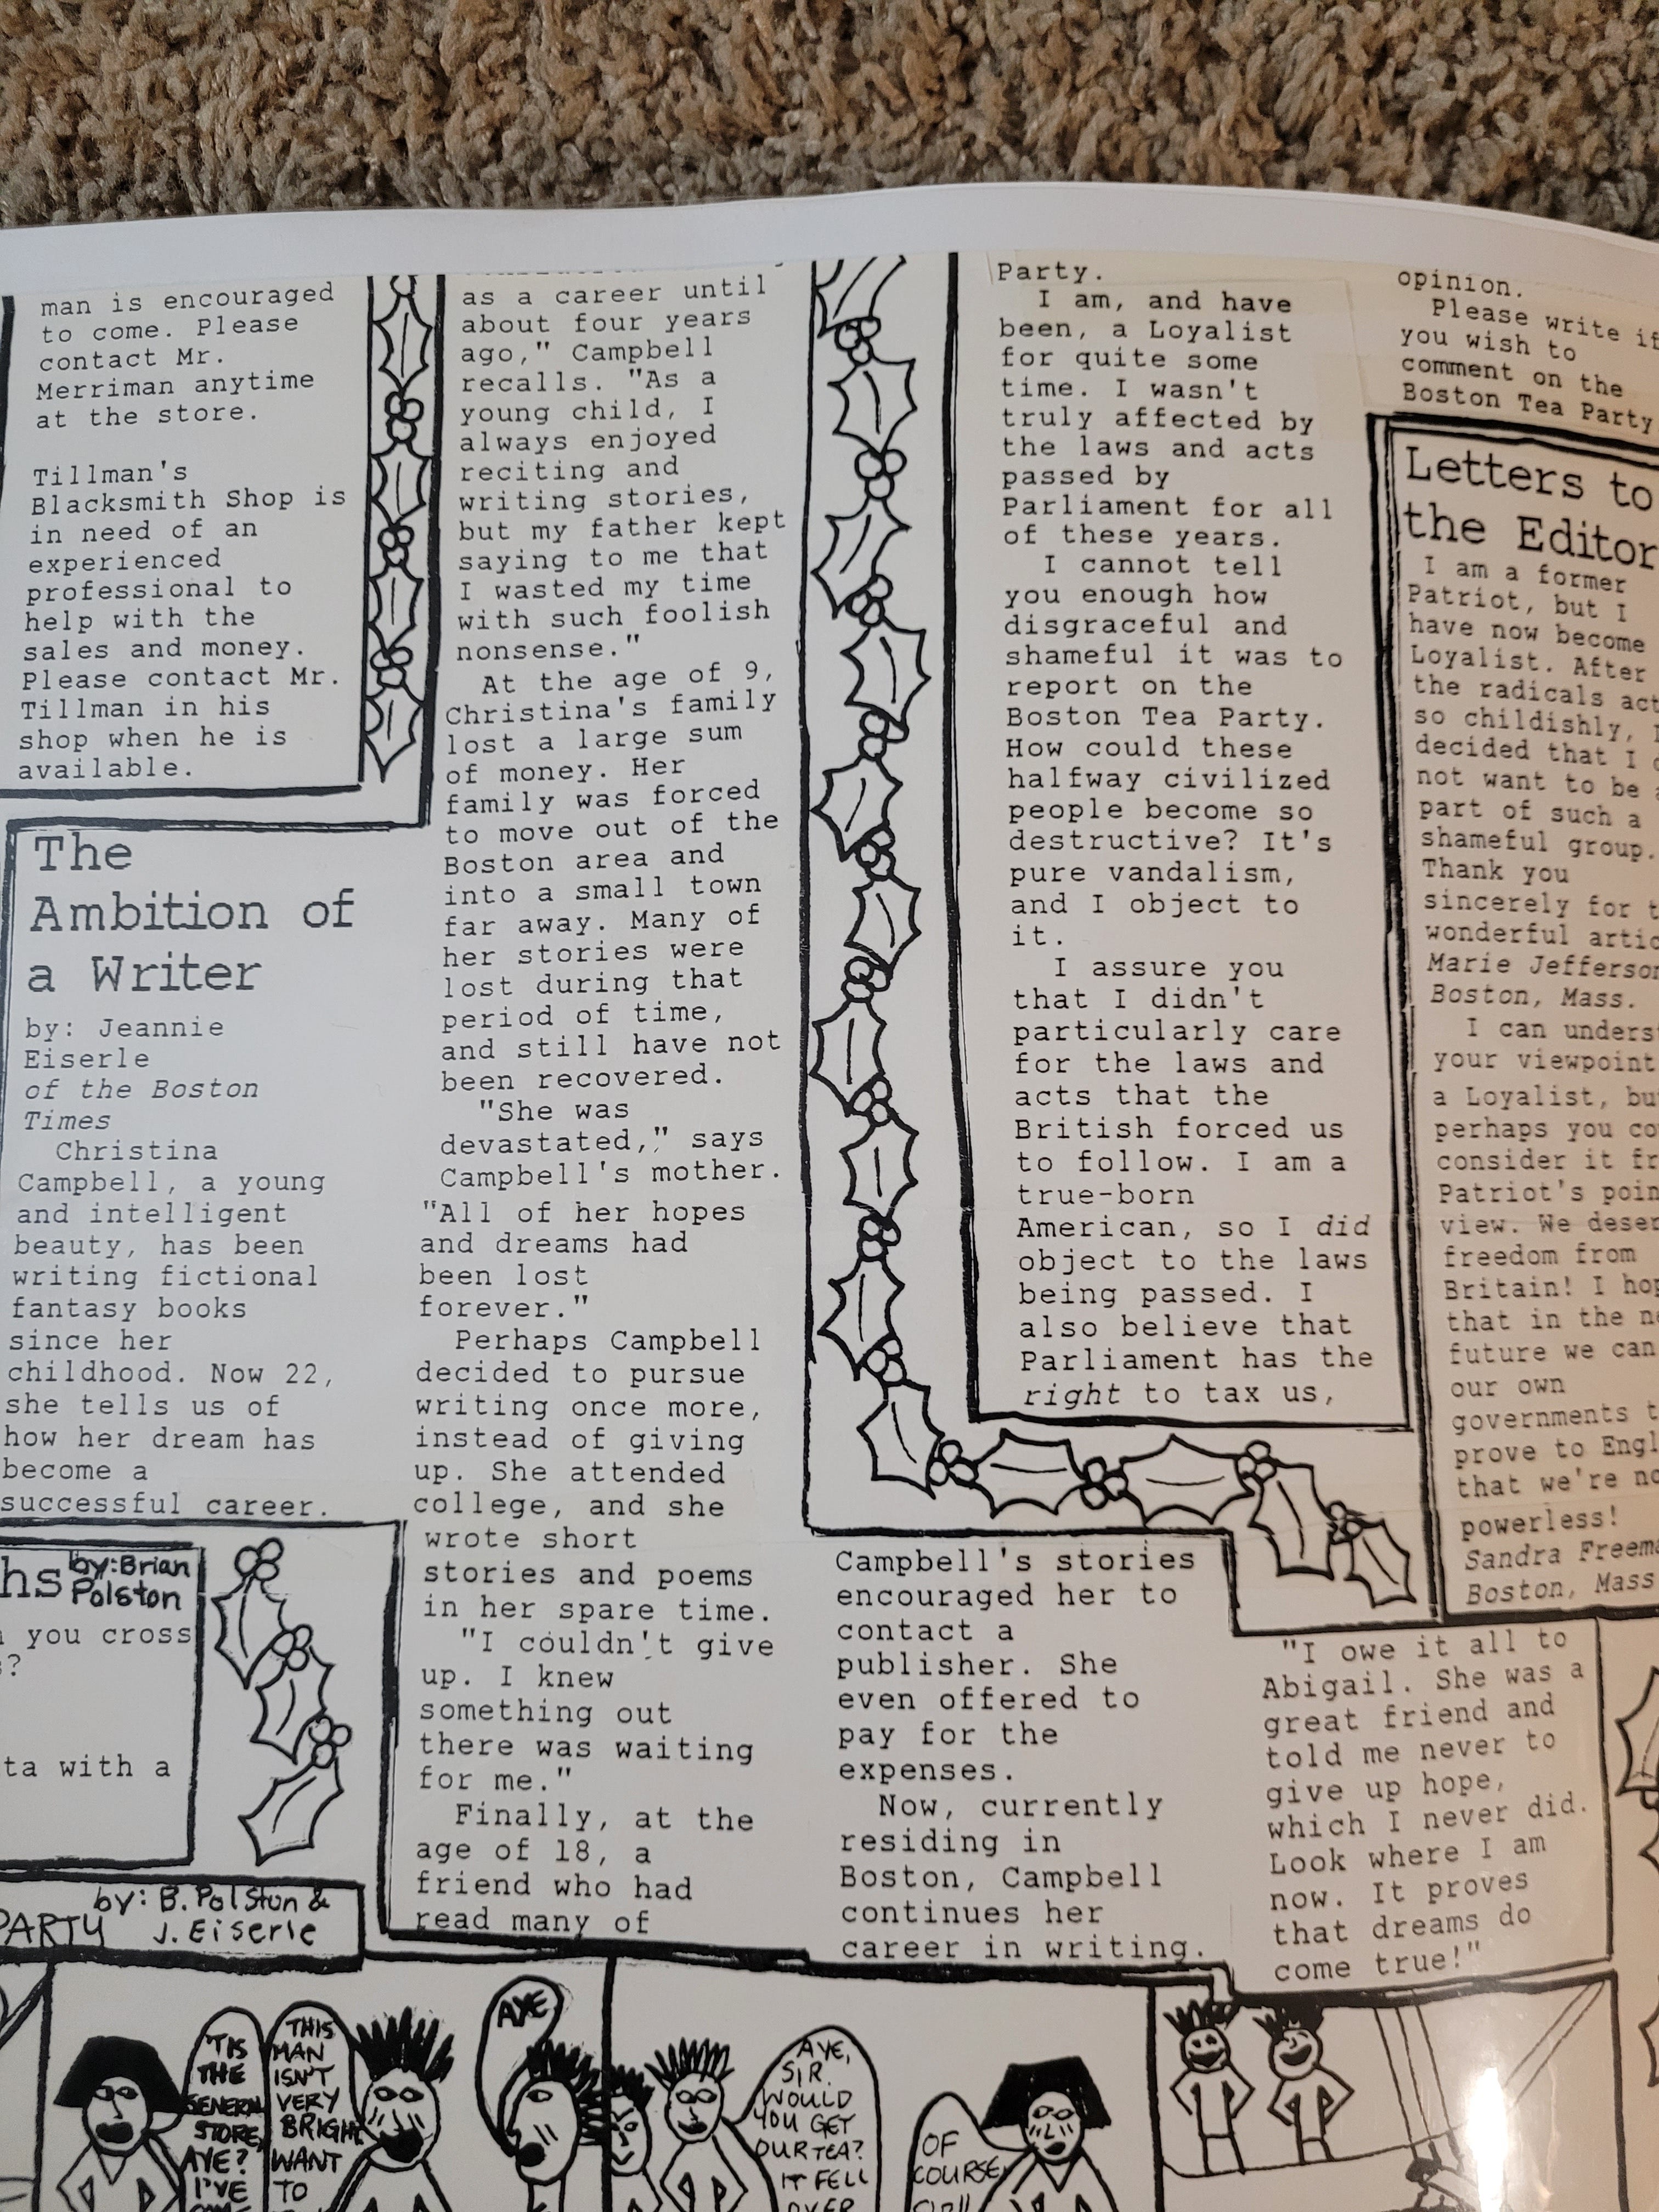 man is encouraged
to come. Please
contact Mr.
Merriman anytime
at the store.
Tillman's
Blacksmith Shop is
in need of an
experienced
professional to
help with the
sales and money.
Please contact Mr.
Tillman in his
shop when he is
available.
The
Ambition of
a Writer
by: Jeannie
Eiserle
of the Boston
Times
Christina
Campbell, a young
and intelligent
beauty, has been
writing fictional
fantasy books
since her
childhood. Now 22,
she tells us of
how her dream has
become a
successful career.
as a career until
about four years
ago," Campbell
recalls. "As a
young child, I
always enjoyed
reciting and
writing stories,
but my father kept
saying to me that
I wasted my time
with such foolish
nonsense."
At the age of 9,
Christina's family
lost a large sum
of money. Her
family was forced
to move out of the
Boston area and
into a small town
far away. Many of
her stories were
lost during that
period of time,
and still have not
been recovered.
"She was
devastated," says
Campbell's mother.
"All of her hopes
and dreams had
been lost
forever."
Perhaps Campbell
decided to pursue
writing once more,
instead of giving
up. She attended
college, and she
wrote short
stories and poems
in her spare time.
"I couldn't give
up. I knew
something out
there was waiting
for me."
Finally, at the
age of 18, a
friend who had
read many of
Campbell's stories
encouraged her to
contact a
publisher. She
even offered to
pay for the
expenses.
Now, currently
residing in
Boston, Campbell
continues her
career in writing.
"I owe it all to
Abigail. She was a
great friend and
told me never to
give up hope,
which I never did.
Look where I am
now. It proves
that dreams do
come true!"
Party.
I am, and have
been, a Loyalist
for quite some
time. I wasn't
truly affected by
the laws and acts
passed by
Parliament for all
of these years.
I cannot tell
you enough how
disgraceful and
shameful it was to
report on the
Boston Tea Party.
How could these
halfway civilized
people become so
destructive? It's
pure vandalism,
and I object to
it.
I assure you
that I didn't
particularly care
for the laws and
acts that the
British forced us
to follow. I am a
true-born
American, so I did
object to the laws
being passed. I
also believe that
Parliament has the
right to tax us,
opinion.
Please write if
you wish to
comment on the
Boston Tea Party
Letters to
the Editor
I am a former
Patriot, but I
have now become
Loyalist. After
the radicals act
so childishly, I
decided that I
not want to be a
part of such a
shameful group.
Thank you
sincerely for
wonderful
Marie Jefferson
Boston, Mass.
I can
your viewpoint
a Loyalist,
perhaps you
consider it
Patriot's
view. We
freedom from
Britain! I
that in the
future we can
our own
governments
prove to
that we're
powerless!
Sandra
Boston, Mass
by: Brian
Polston
you cross
with a
PARTY
by: B. Polston &
J. Eiserle
'TIS
THE
GENERAL
STORE,
AYE?
I'VE
THIS
MAN
ISN'T
VERY
BRIGHT
WANT
TO
AYE
AYE,
SIR.
WOULD
YOU GET
OUR TEA?
IT FELL
OVER
OF
COURSE